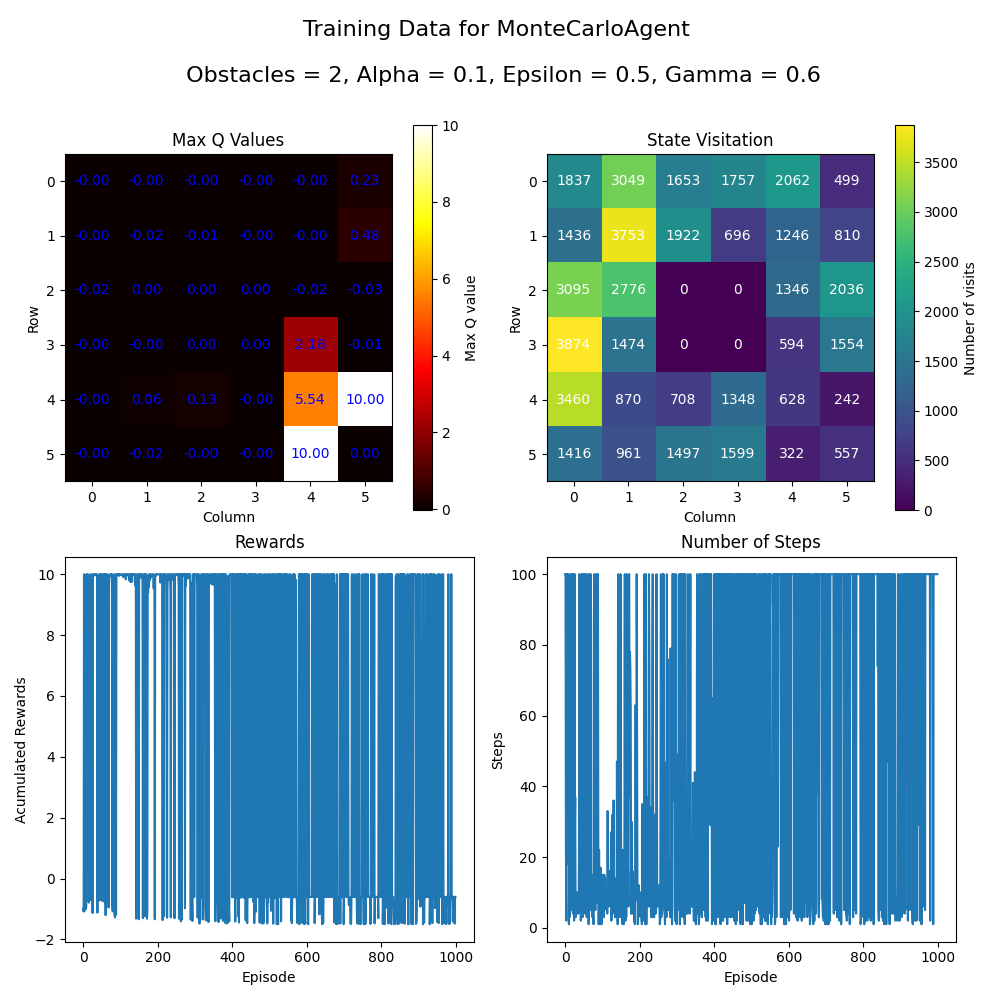 Training Data for MonteCarloAgent
Obstacles = 2, Alpha = 0.1, Epsilon = 0.5, Gamma = 0.6
Max Q Values
0 -0.00 -0.00 -0.00 -0.00 -0.00 0.23
1 -0.00 -0.02 -0.01 -0.00 -0.00 0.48
2 -0.02 0.00 0.00 0.00 -0.02 -0.03
3 -0.00 -0.00 0.00 0.00 2.18 -0.01
4 -0.00 0.06 0.13 -0.00 5.54 10.00
5 -0.00 -0.02 -0.00 -0.00 10.00 0.00
0 1 2 3 4 5
Column
Row
10
8
6
4
2
0
Max Q value
State Visitation
0 1837 3049 1653 1757 2062 499
1 1436 3753 1922 696 1246 810
2 3095 2776 0 0 1346 2036
3 3874 1474 0 0 594 1554
4 3460 870 708 1348 628 242
5 1416 961 1497 1599 322 557
0 1 2 3 4 5
Column
Row
3500
3000
2500
2000
1500
1000
500
0
Number of visits
Rewards
10
8
6
4
2
0
−2
0 200 400 600 800 1000
Episode
Acumulated Rewards
Number of Steps
100
80
60
40
20
0
0 200 400 600 800 1000
Episode
Steps